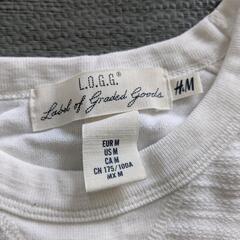 L.O.G.G.®
Label of Graded Goods
H&M
EUR M
US M
CA M
CN 175/100A
MX M